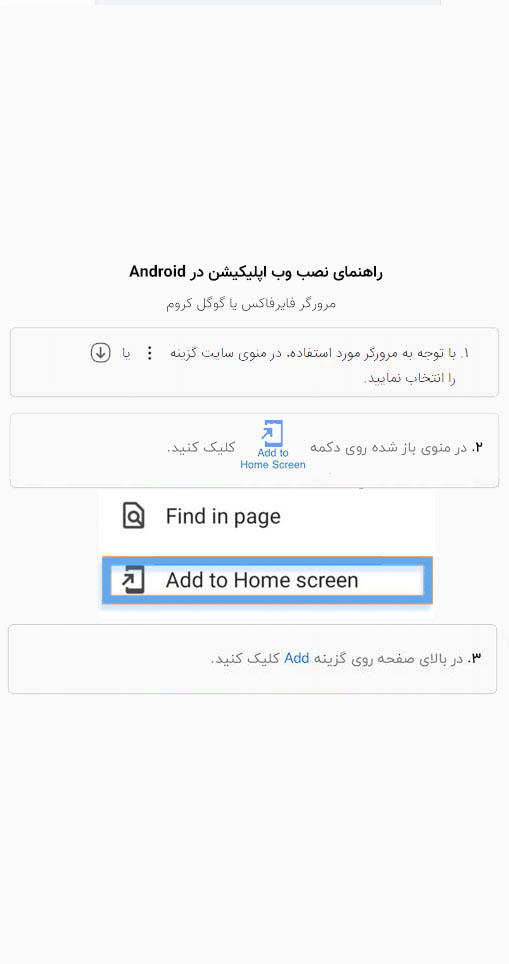 راهنمای نصب وب اپلیکیشن در Android
مرورگر فایرفاکس یا گوگل کروم
۱. با توجه به مرورگر مورد استفاده، در منوی سایت گزینه ⋮ یا
را انتخاب نمایید.
۲. در منوی باز شده روی دکمه Add to Home Screen کلیک کنید.
Find in page
Add to Home screen
۳. در بالای صفحه روی گزینه Add کلیک کنید.